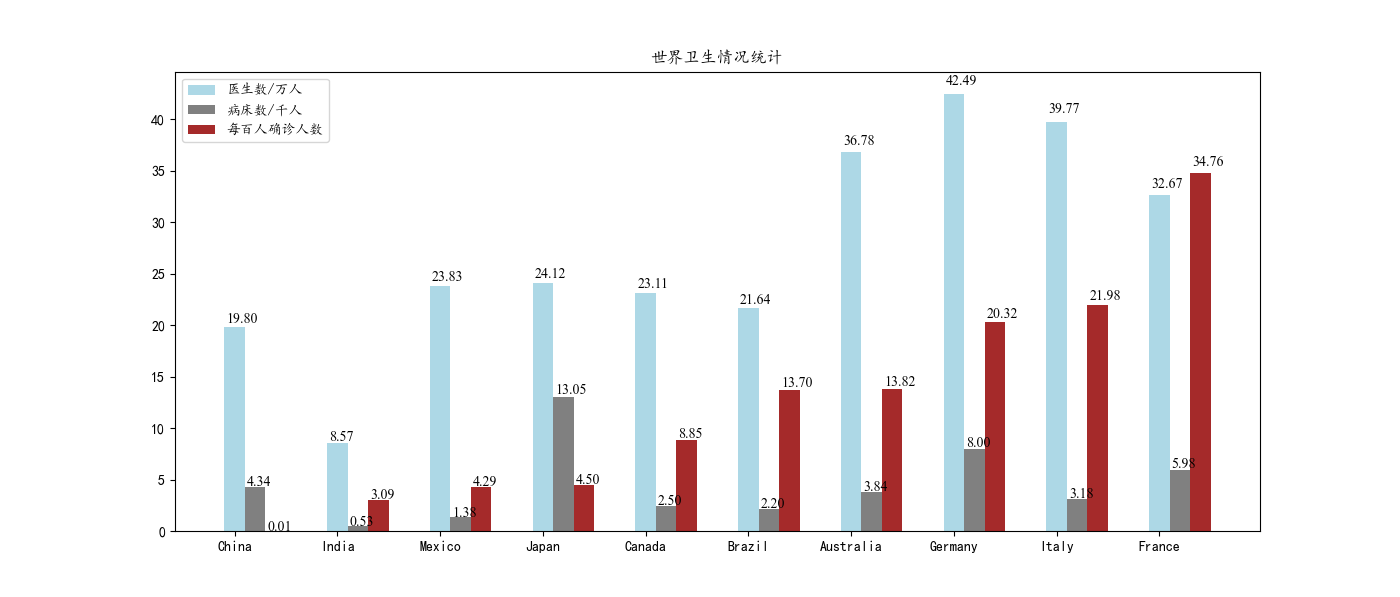 世界卫生情况统计
医生数/万人
病床数/千人
每百人确诊人数
40
35
30
25
20
15
10
5
0
19.80 4.34 0.01
8.57 0.53 3.09
23.83 1.38 4.29
24.12 13.05 4.50
23.11 2.50 8.85
21.64 2.20 13.70
36.78 3.84 13.82
42.49 8.00 20.32
39.77 3.18 21.98
32.67 5.98 34.76
China India Mexico Japan Canada Brazil Australia Germany Italy France